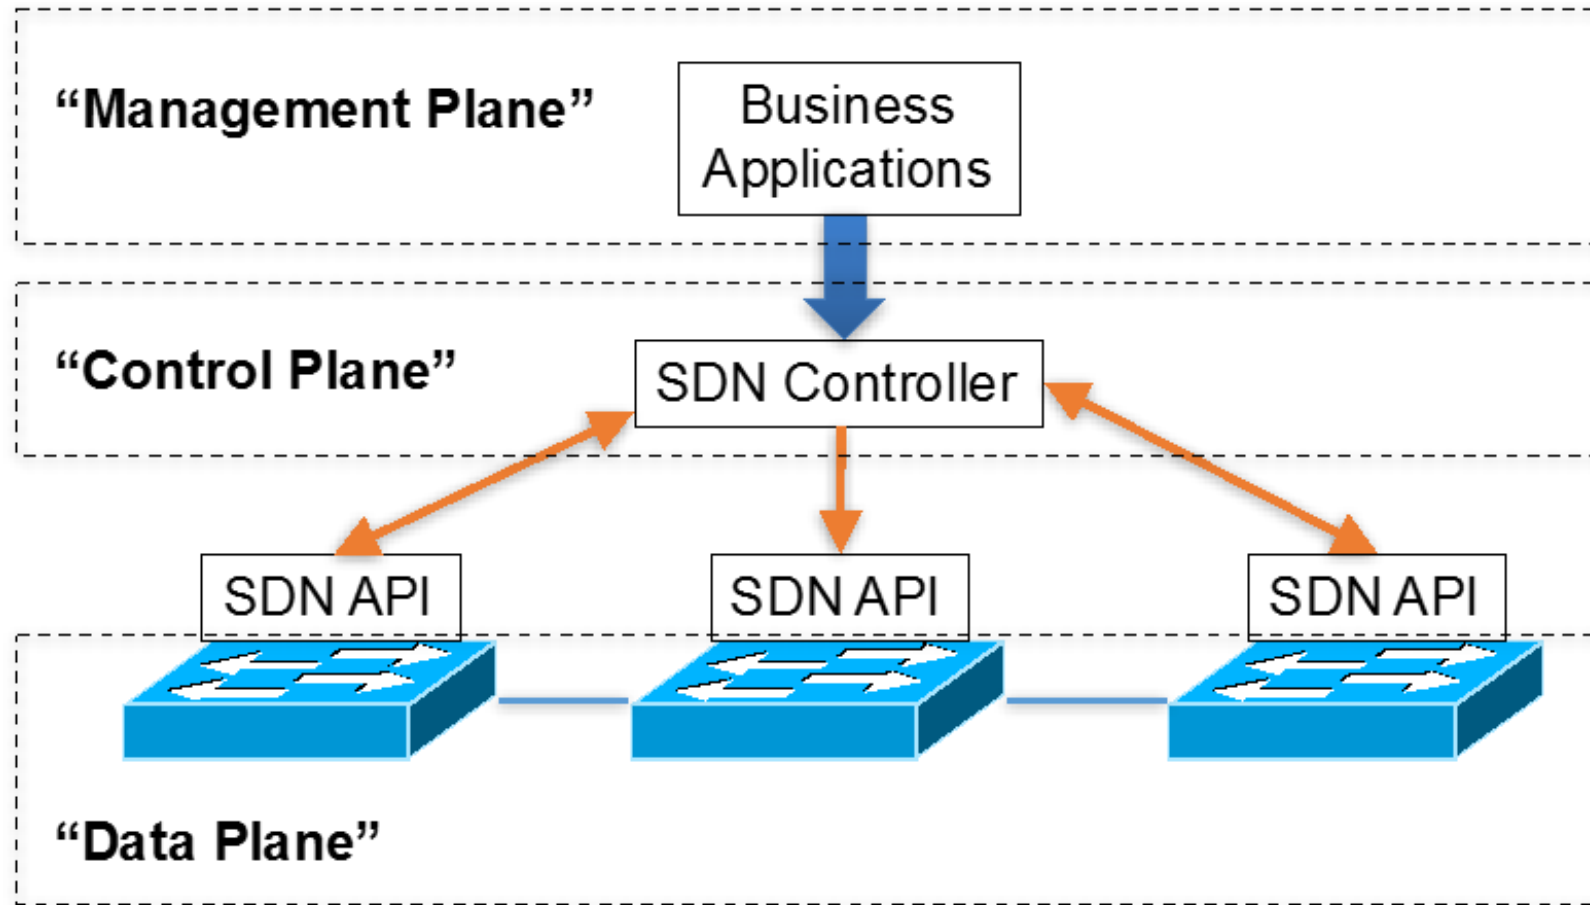 “Management Plane”
Business
Applications
“Control Plane”
SDN Controller
SDN API
SDN API
SDN API
“Data Plane”